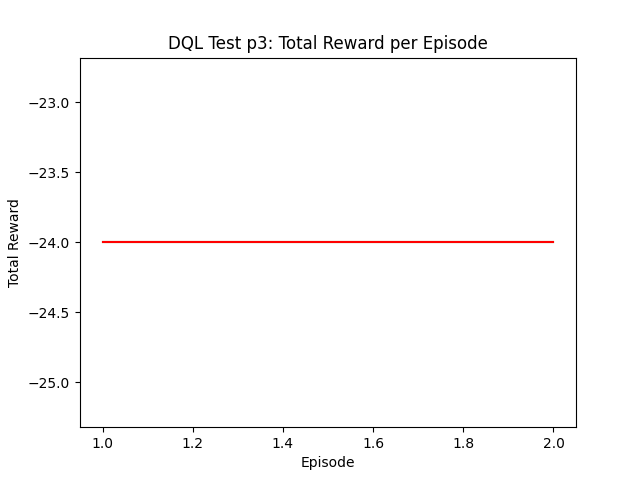 DQL Test p3: Total Reward per Episode
−23.0
−23.5
−24.0
−24.5
−25.0
Total Reward
1.0 1.2 1.4 1.6 1.8 2.0
Episode